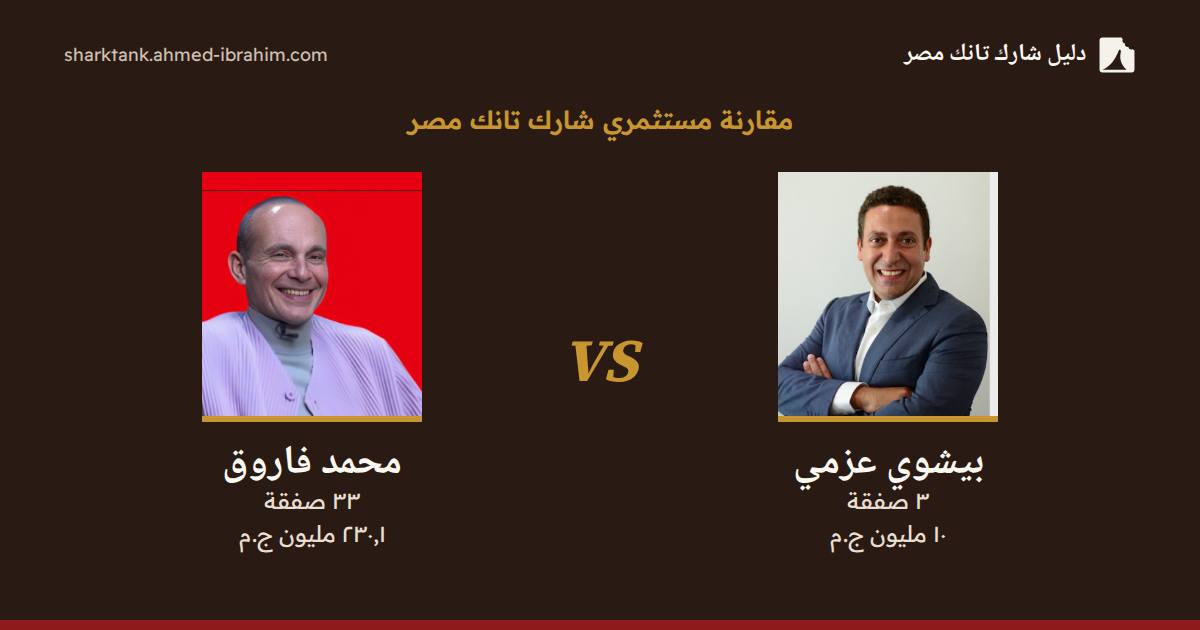 دليل شارك تانك مصر
sharktank.ahmed-ibrahim.com
مقارنة مستثمري شارك تانك مصر
بيشوي عزمي
٣ صفقة
١٠ مليون ج.م
VS
محمد فاروق
٣٣ صفقة
٢٣٠,١ مليون ج.م